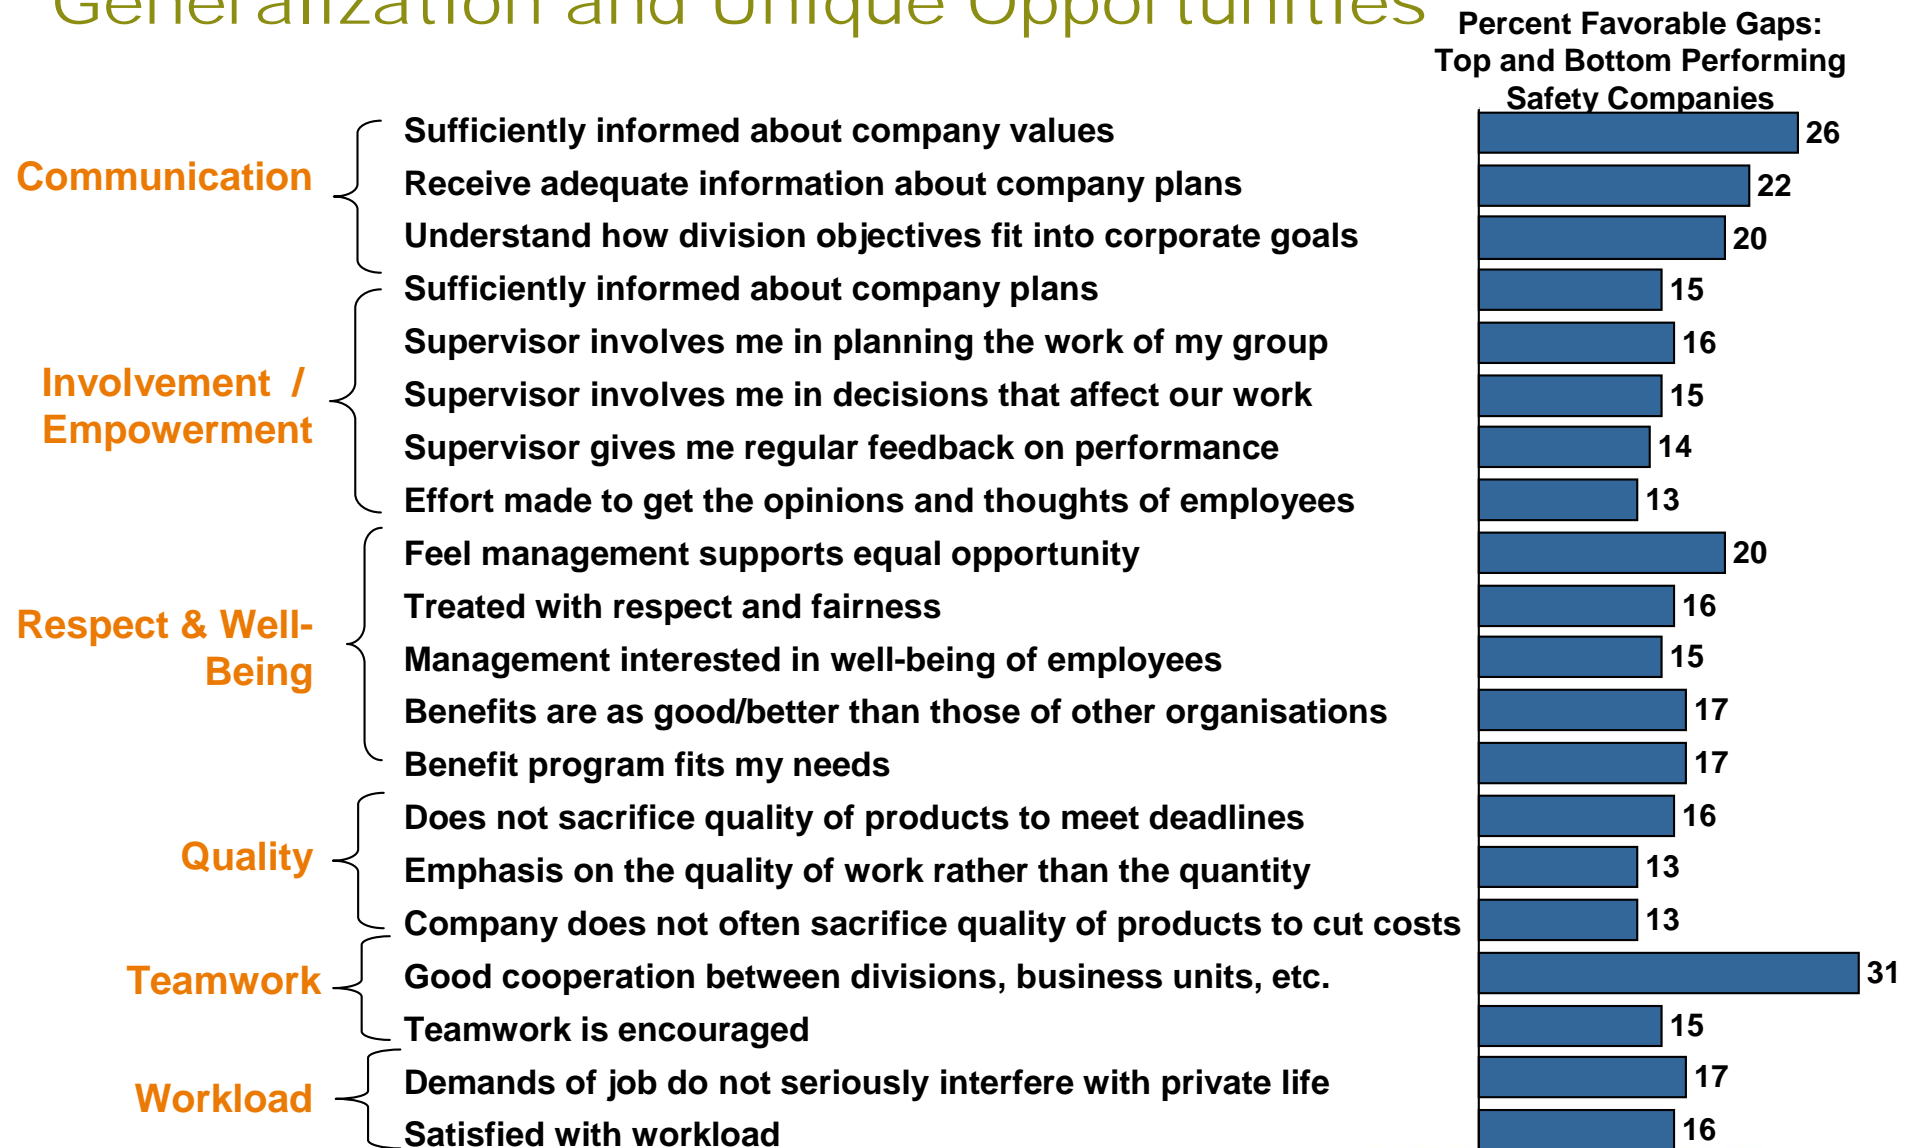 Generalization and Unique Opportunities
Percent Favorable Gaps:
Top and Bottom Performing
Safety Companies
Communication
Sufficiently informed about company values 26
Receive adequate information about company plans 22
Understand how division objectives fit into corporate goals 20
Involvement /
Empowerment
Sufficiently informed about company plans 15
Supervisor involves me in planning the work of my group 16
Supervisor involves me in decisions that affect our work 15
Supervisor gives me regular feedback on performance 14
Effort made to get the opinions and thoughts of employees 13
Respect & Well-
Being
Feel management supports equal opportunity 20
Treated with respect and fairness 16
Management interested in well-being of employees 15
Benefits are as good/better than those of other organisations 17
Benefit program fits my needs 17
Quality
Does not sacrifice quality of products to meet deadlines 16
Emphasis on the quality of work rather than the quantity 13
Company does not often sacrifice quality of products to cut costs 13
Teamwork
Good cooperation between divisions, business units, etc. 31
Teamwork is encouraged 15
Workload
Demands of job do not seriously interfere with private life 17
Satisfied with workload 16